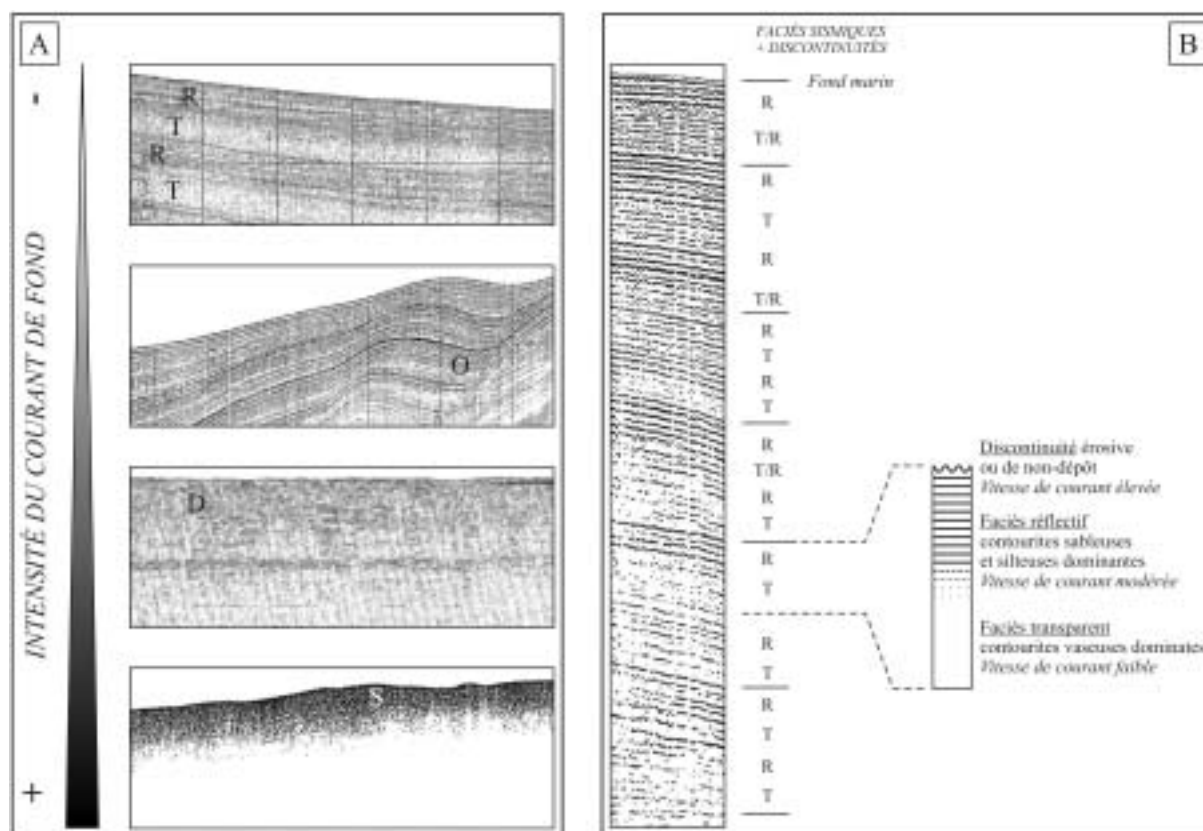 A
-
INTENSITÉ DU COURANT DE FOND
+
R
T
R
T
O
D
S
FACIÈS SISMIQUES
+ DISCONTINUITÉS
B
Fond marin
R
T/R
R
T
R
T/R
R
T
R
T
R
T/R
R
T
R
T
R
T
R
T
R
T
Discontinuité érosive
ou de non-dépôt
Vitesse de courant élevée
Faciès réflectif
contourites sableuses
et silteuses dominantes
Vitesse de courant modérée
Faciès transparent
contourites vaseuses dominates
Vitesse de courant faible